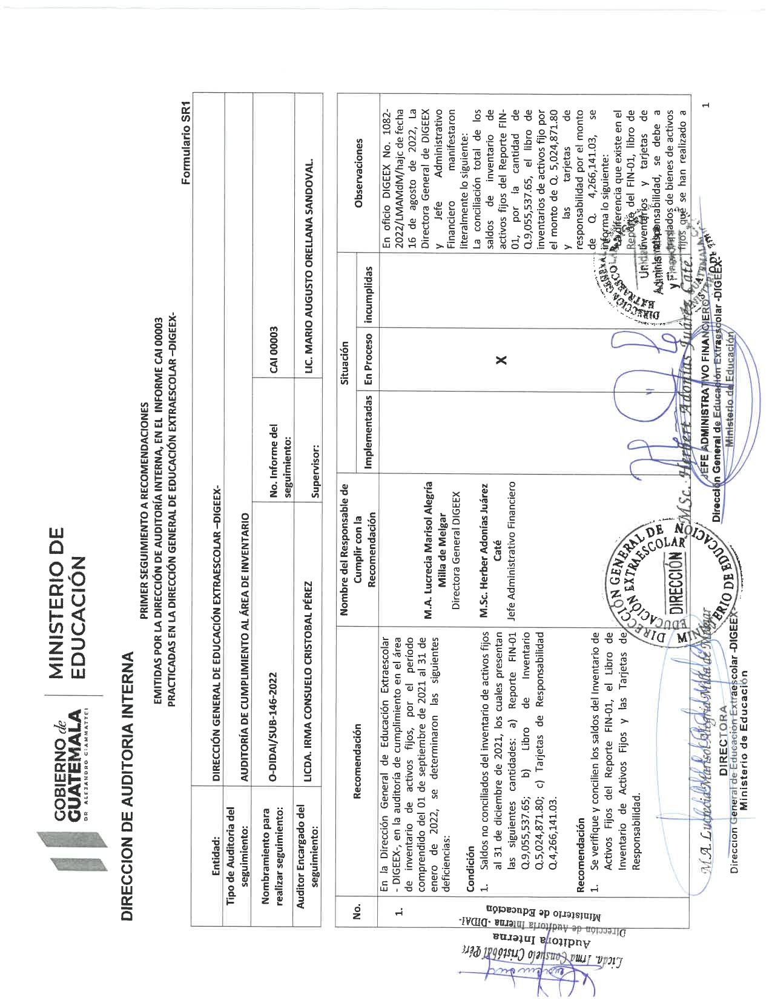 GOBIERNO de
GUATEMALA
DR. ALEJANDRO GIAMMATTEI
MINISTERIO DE
EDUCACIÓN
DIRECCION DE AUDITORIA INTERNA
PRIMER SEGUIMIENTO A RECOMENDACIONES
EMITIDAS POR LA DIRECCIÓN DE AUDITORÍA INTERNA, EN EL INFORME CAI 00003
PRACTICADAS EN LA DIRECCIÓN GENERAL DE EDUCACIÓN EXTRAESCOLAR –DIGEEX-
Formulario SR1
Entidad:
DIRECCIÓN GENERAL DE EDUCACIÓN EXTRAESCOLAR –DIGEEX-
Tipo de Auditoría del
seguimiento:
AUDITORÍA DE CUMPLIMIENTO AL ÁREA DE INVENTARIO
Nombramiento para
realizar seguimiento:
O-DIDAI/SUB-146-2022
No. Informe del
seguimiento:
CAI 00003
Auditor Encargado del
seguimiento:
LICDA. IRMA CONSUELO CRISTOBAL PÉREZ
Supervisor:
LIC. MARIO AUGUSTO ORELLANA SANDOVAL.
No.
Recomendación
Nombre del Responsable de
Cumplir con la
Recomendación
Situación
Implementadas
En Proceso
incumplidas
Observaciones
1.
En la Dirección General de Educación Extraescolar
- DIGEEX-, en la auditoría de cumplimiento en el área
de inventario de activos fijos, por el período
comprendido del 01 de septiembre de 2021 al 31 de
enero de 2022, se determinaron las siguientes
deficiencias:
Condición
1. Saldos no conciliados del inventario de activos fijos
al 31 de diciembre de 2021, los cuales presentan
las siguientes cantidades: a) Reporte FIN-01
Q.9,055,537.65; b) Libro de Inventario
Q.5,024,871.80; c) Tarjetas de Responsabilidad
Q.4,266,141.03.
Recomendación
1. Se verifique y concilien los saldos del Inventario de
Activos Fijos del Reporte FIN-01, el Libro de
Inventario de Activos Fijos y las Tarjetas de
Responsabilidad.
M.A. Lucrecia Marisol Alegría
Milla de Melgar
Directora General DIGEEX
M.Sc. Herber Adonías Juárez
Caté
Jefe Administrativo Financiero
X
En oficio DIGEEX No. 1082-
2022/LMAMdM/hajc de fecha
16 de agosto de 2022, La
Directora General de DIGEEX
y Jefe Administrativo
Financiero manifestaron
literalmente lo siguiente:
La conciliación total de los
saldos de inventario de
activos fijos del Reporte FIN-
01, por la cantidad de
Q.9,055,537.65, el libro de
inventarios de activos fijo por
el monto de Q. 5,024,871.80
y las tarjetas de
responsabilidad por el monto
de Q. 4,266,141.03, se
informa lo siguiente:
La diferencia que existe en el
Reporte del FIN-01, libro de
inventarios y tarjetas de
responsabilidad, se debe a
traslados de bienes de activos
fijos que se han realizado a
1
Licda. Irma Consuelo Cristóbal Pérez
Auditora Interna
Dirección de Auditoría Interna -DIDAI-
Ministerio de Educación
M.A. Lucrecia Marisol Alegría Milla de Melgar
DIRECTORA
Direccion General de Educación Extraescolar -DIGEEX-
Ministerio de Educación
DIRECCIÓN GENERAL DE
EDUCACIÓN EXTRAESCOLAR
DIRECCIÓN
MINISTERIO DE EDUCACION
M.Sc. Herbert Adonías Juárez Caté.
JEFE ADMINISTRATIVO FINANCIERO
Dirección General de Educación Extraescolar -DIGEEX-
Ministerio de Educación
DIRECCIÓN GENERAL
EXTRAESCOLAR
Unidad